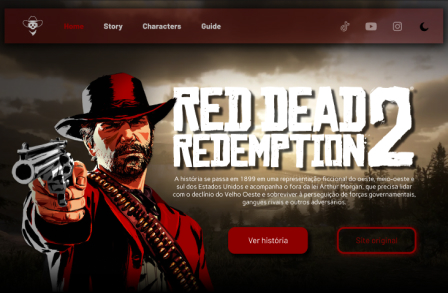 Home Story Characters Guide
RED DEAD
REDEMPTION 2
A história se passa em 1899 em uma representação ficcional do oeste, meio-oeste e
sul dos Estados Unidos e acompanha o fora da lei Arthur Morgan, que precisa lidar
com o declínio do Velho Oeste e sobreviver à perseguição de forças governamentais,
gangues rivais e outros adversários.
Ver história Site original